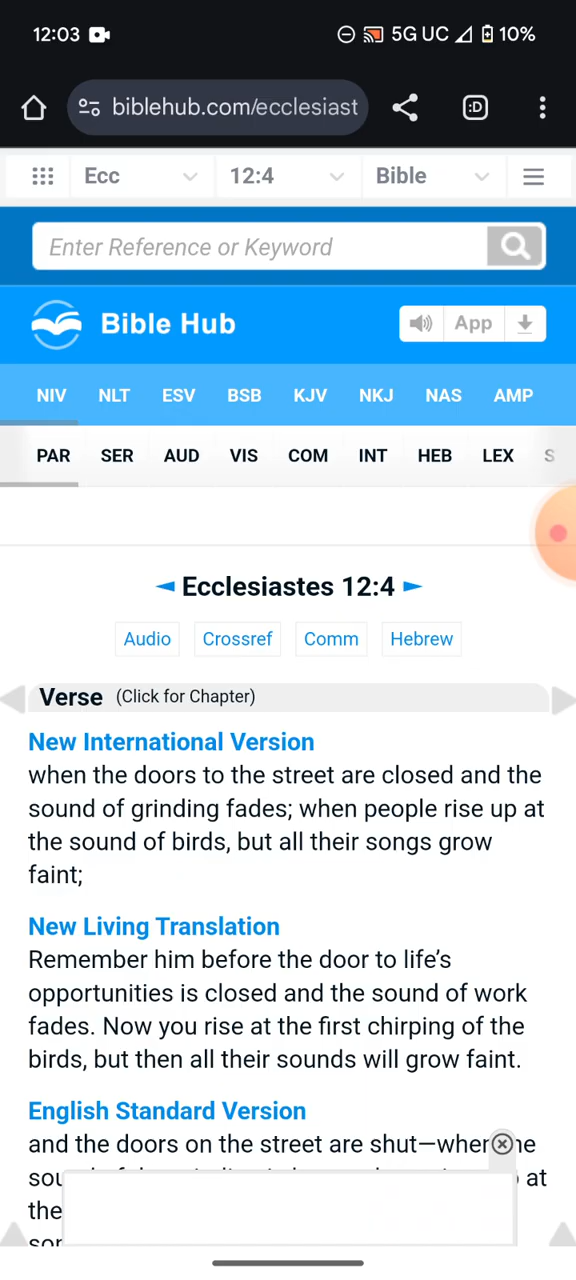 12:03 5G UC 10%
biblehub.com/ecclesiast :D
Ecc 12:4 Bible
Enter Reference or Keyword
Bible Hub App
NIV NLT ESV BSB KJV NKJ NAS AMP
PAR SER AUD VIS COM INT HEB LEX S
Ecclesiastes 12:4
Audio Crossref Comm Hebrew
Verse (Click for Chapter)
New International Version
when the doors to the street are closed and the
sound of grinding fades; when people rise up at
the sound of birds, but all their songs grow
faint;
New Living Translation
Remember him before the door to life’s
opportunities is closed and the sound of work
fades. Now you rise at the first chirping of the
birds, but then all their sounds will grow faint.
English Standard Version
and the doors on the street are shut—when
at
the